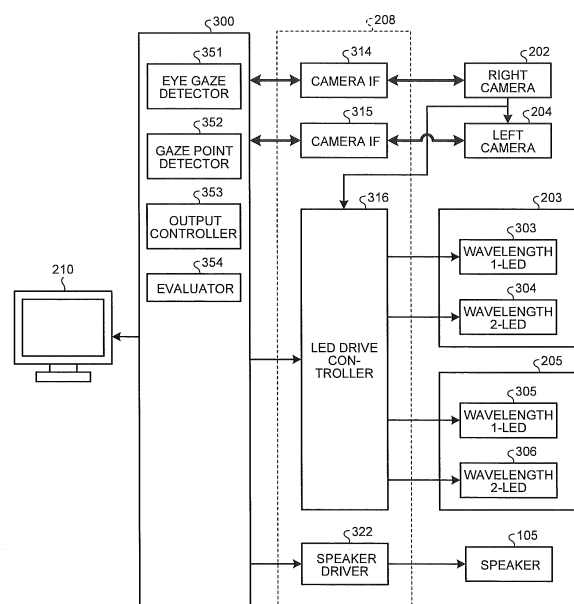 300
208
351
EYE GAZE
DETECTOR
314
CAMERA IF
202
RIGHT
CAMERA
352
GAZE POINT
DETECTOR
315
CAMERA IF
204
LEFT
CAMERA
353
OUTPUT
CONTROLLER
316
LED DRIVE
CON-
TROLLER
203
303
WAVELENGTH
1-LED
354
EVALUATOR
210
304
WAVELENGTH
2-LED
205
305
WAVELENGTH
1-LED
306
WAVELENGTH
2-LED
322
SPEAKER
DRIVER
105
SPEAKER